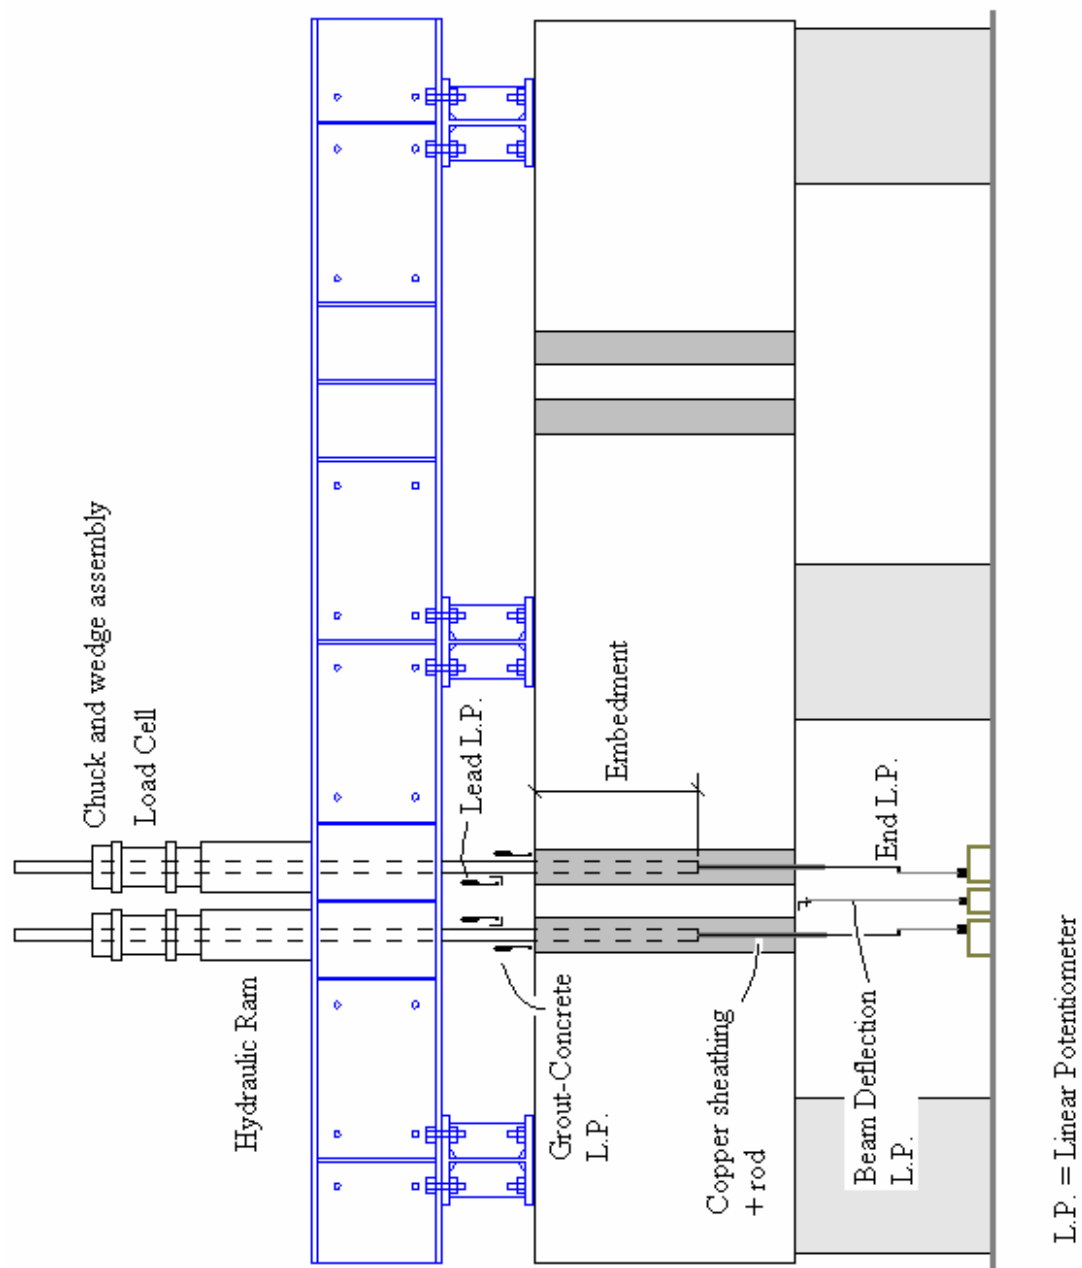 Chuck and wedge assembly
Load Cell
Hydraulic Ram
Lead L.P.
Grout-Concrete
L.P.
Embedment
Copper sheathing
+ rod
End L.P.
Beam Deflection
L.P.
L.P. = Linear Potentiometer